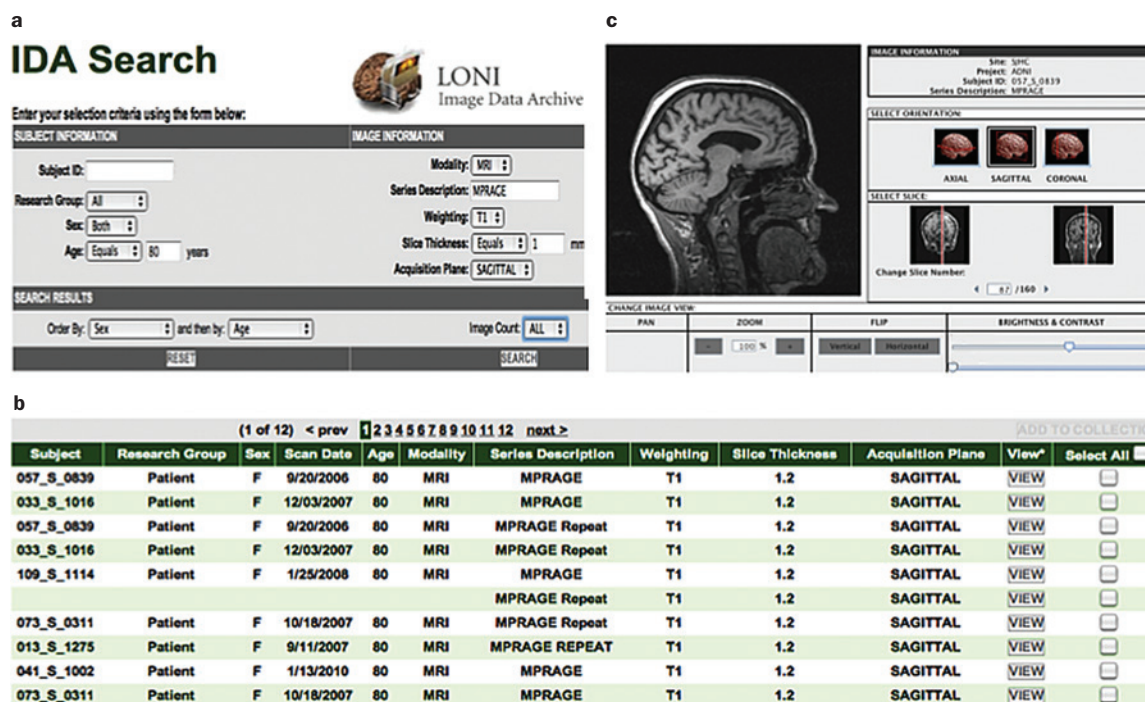 a
IDA Search
LONI
Image Data Archive
Enter your selection criteria using the form below:
SUBJECT INFORMATION IMAGE INFORMATION
Subject ID:
Research Group: All
Sex: Both
Age: Equals 80 years
Modality: MRI
Series Description: MPRAGE
Weighting: T1
Slice Thickness: Equals 1 mm
Acquisition Plane: SAGITTAL
SEARCH RESULTS
Order By: Sex and then by: Age Image Count: ALL
RESET SEARCH
c
IMAGE INFORMATION
Site: SJHC
Project: ADNI
Subject ID: 057_S_0839
Series Description: MPRAGE
SELECT ORIENTATION:
AXIAL SAGITTAL CORONAL
SELECT SLICE:
Change Slice Number:
87 /160
CHANGE IMAGE VIEW:
PAN ZOOM FLIP BRIGHTNESS & CONTRAST
- 100 % + Vertical Horizontal
b
(1 of 12) < prev 1 2 3 4 5 6 7 8 9 10 11 12 next > ADD TO COLLECTIO
Subject Research Group Sex Scan Date Age Modality Series Description Weighting Slice Thickness Acquisition Plane View* Select All
057_S_0839 Patient F 9/20/2006 80 MRI MPRAGE T1 1.2 SAGITTAL VIEW
033_S_1016 Patient F 12/03/2007 80 MRI MPRAGE T1 1.2 SAGITTAL VIEW
057_S_0839 Patient F 9/20/2006 80 MRI MPRAGE Repeat T1 1.2 SAGITTAL VIEW
033_S_1016 Patient F 12/03/2007 80 MRI MPRAGE Repeat T1 1.2 SAGITTAL VIEW
109_S_1114 Patient F 1/25/2008 80 MRI MPRAGE T1 1.2 SAGITTAL VIEW
MPRAGE Repeat T1 1.2 SAGITTAL VIEW
073_S_0311 Patient F 10/18/2007 80 MRI MPRAGE Repeat T1 1.2 SAGITTAL VIEW
013_S_1275 Patient F 9/11/2007 80 MRI MPRAGE REPEAT T1 1.2 SAGITTAL VIEW
041_S_1002 Patient F 1/13/2010 80 MRI MPRAGE T1 1.2 SAGITTAL VIEW
073_S_0311 Patient F 10/18/2007 80 MRI MPRAGE T1 1.2 SAGITTAL VIEW